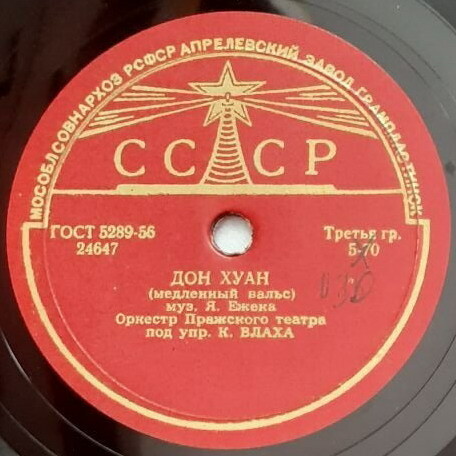 МОСОБЛСОВНАРХОЗ РСФСР АПРЕЛЕВСКИЙ ЗАВОД ГРАМПЛАСТИНОК
СССР
ГОСТ 5289-56
24647
Третья гр.
5-70
ДОН ХУАН
(медленный вальс)
муз. Я. Ежека
Оркестр Пражского театра
под упр. К. ВЛАХА